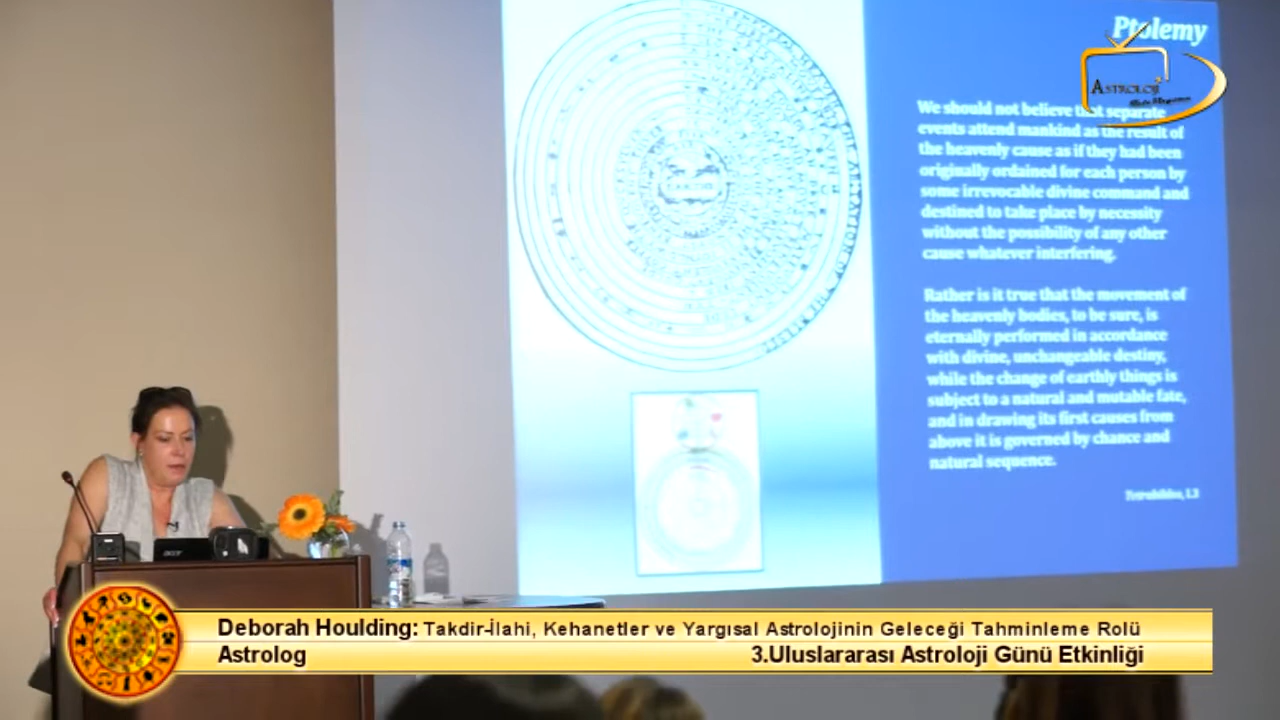 Ptolemy
ASTROLOJİ
We should not believe that separate
events attend mankind as the result of
the heavenly cause as if they had been
originally ordained for each person by
some irrevocable divine command and
destined to take place by necessity
without the possibility of any other
cause whatever interfering.
Rather is it true that the movement of
the heavenly bodies, to be sure, is
eternally performed in accordance
with divine, unchangeable destiny,
while the change of earthly things is
subject to a natural and mutable fate,
and in drawing its first causes from
above it is governed by chance and
natural sequence.
Tetrabiblos, I.3
acer
Deborah Houlding: Takdir-İlahi, Kehanetler ve Yargısal Astrolojinin Geleceği Tahminleme Rolü
Astrolog
3.Uluslararası Astroloji Günü Etkinliği